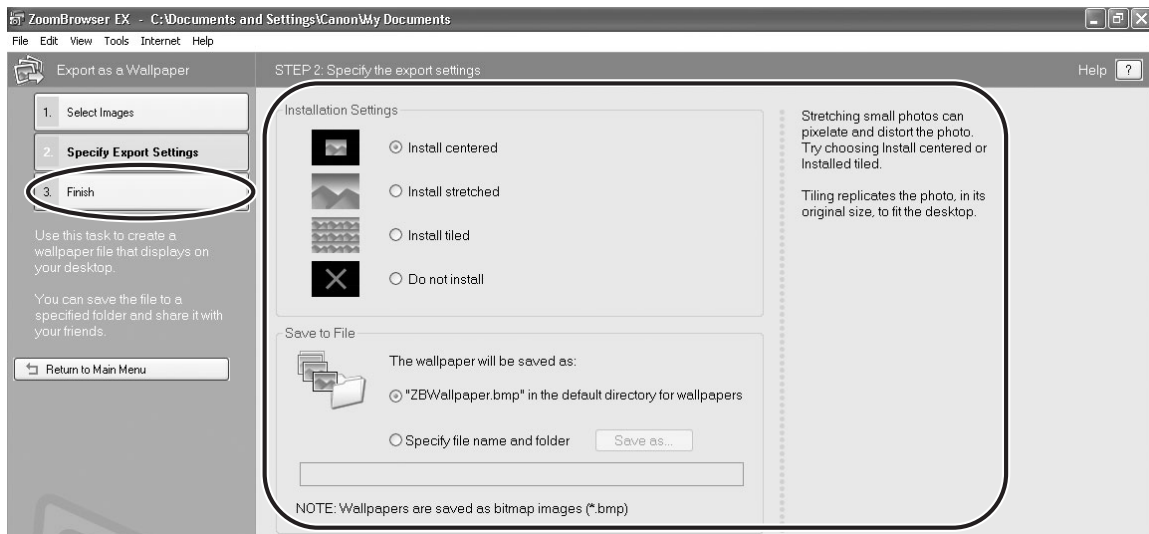 ZoomBrowser EX - C:\Documents and Settings\Canon\My Documents
File Edit View Tools Internet Help
Export as a Wallpaper
STEP 2: Specify the export settings
Help ?
1. Select Images
2. Specify Export Settings
3. Finish
Use this task to create a
wallpaper file that displays on
your desktop.
You can save the file to a
specified folder and share it with
your friends.
Return to Main Menu
Installation Settings
Install centered
Install stretched
Install tiled
Do not install
Save to File
The wallpaper will be saved as:
"ZBWallpaper.bmp" in the default directory for wallpapers
Specify file name and folder
Save as...
NOTE: Wallpapers are saved as bitmap images (*.bmp)
Stretching small photos can
pixelate and distort the photo.
Try choosing Install centered or
Installed tiled.
Tiling replicates the photo, in its
original size, to fit the desktop.